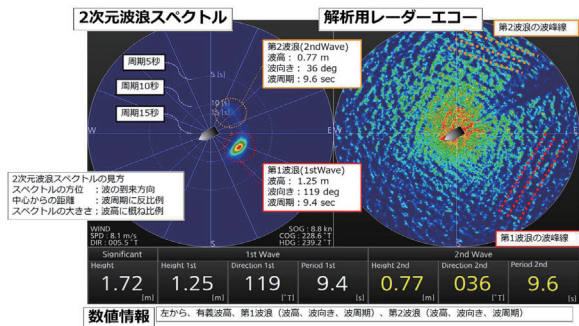 2次元波浪スペクトル
解析用レーダーエコー
周期5秒
周期10秒
周期15秒
5 [s]
10 [s]
15 [s]
W
E
S
第2波浪(2ndWave)
波高： 0.77 m
波向き： 36 deg
波周期： 9.6 sec
第1波浪(1stWave)
波高： 1.25 m
波向き：119 deg
波周期： 9.4 sec
第2波浪の波峰線
W
E
第1波浪の波峰線
2次元波浪スペクトルの見方
スペクトルの方位　：波の到来方向
中心からの距離　：波周期に反比例
スペクトルの大きさ：波高に概ね比例
WIND
SPD : 8.1 m/s
DIR : 005.5 °T
SOG : 8.8 kn
COG : 228.6 °T
HDG : 239.2 °T
S
Significant
1st Wave
2nd Wave
Height
Height 1st
Direction 1st
Period 1st
Height 2nd
Direction 2nd
Period 2nd
1.72
1.25
119
9.4
0.77
036
9.6
[m]
[m]
[°T]
[s]
[m]
[°T]
[s]
数値情報
左から、有義波高、第1波浪（波高、波向き、波周期）、第2波浪（波高、波向き、波周期）